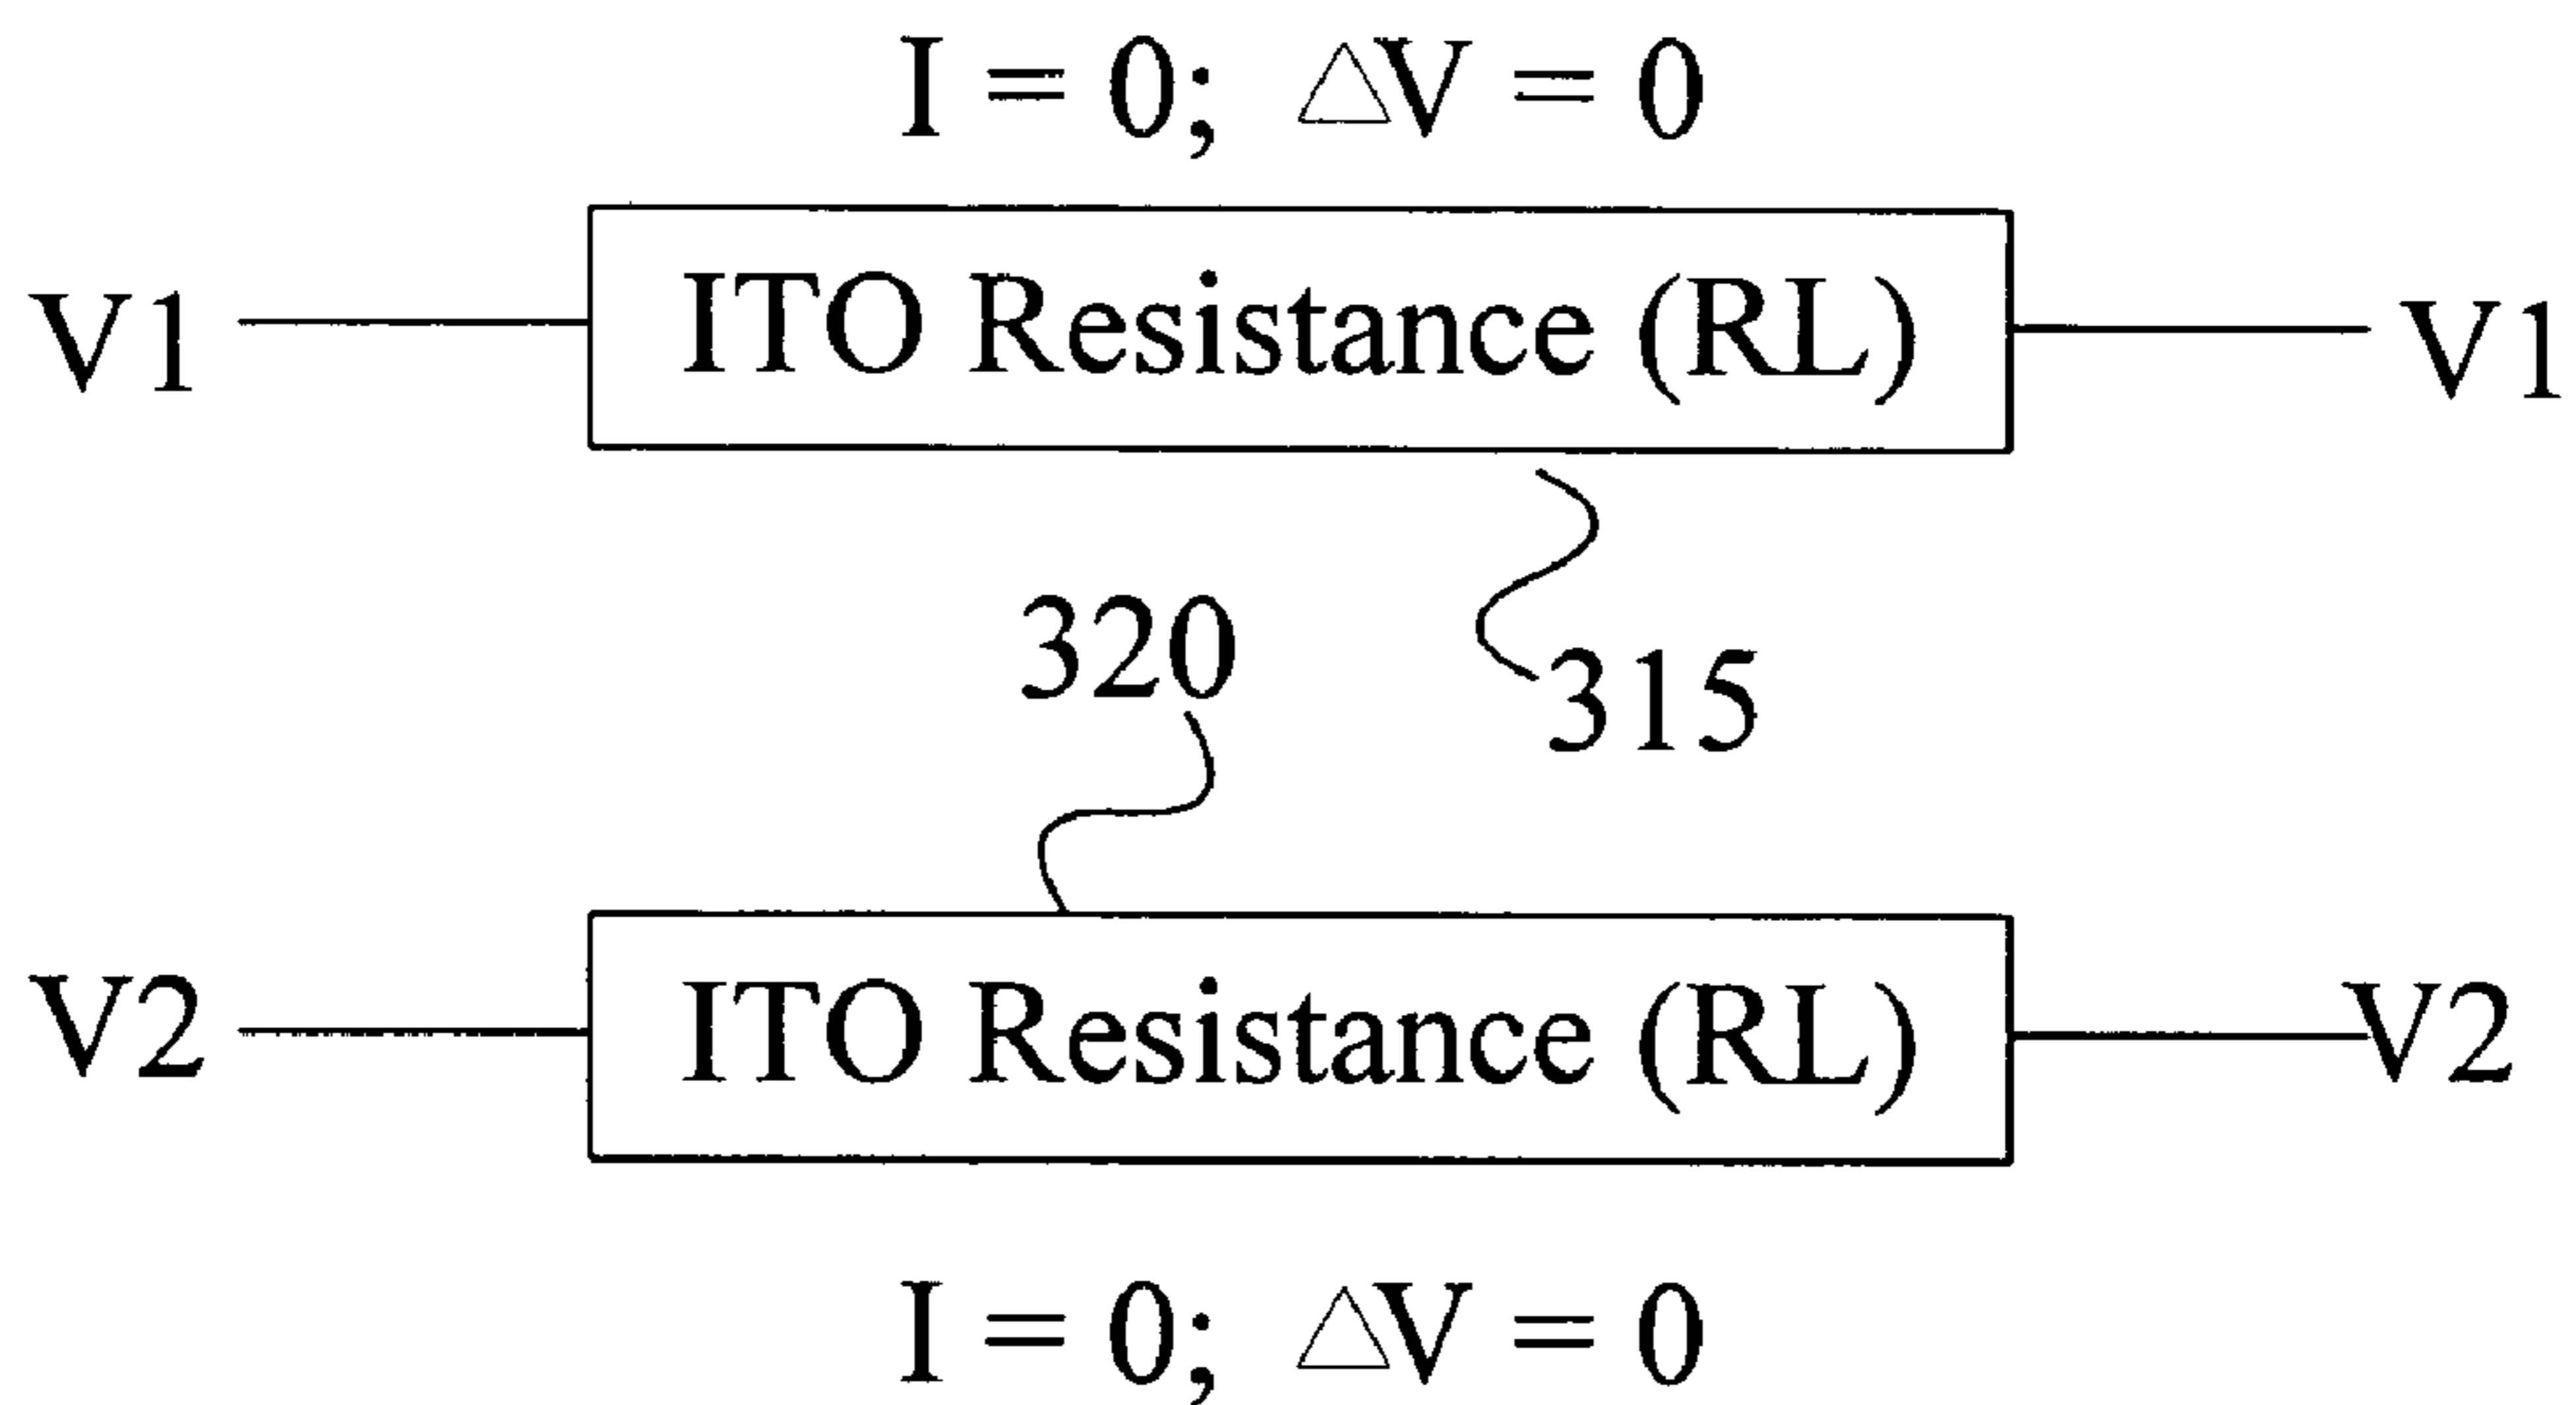 I = 0; △V = 0
V1 ITO Resistance (RL) V1
320
315
V2 ITO Resistance (RL) V2
I = 0; △V = 0